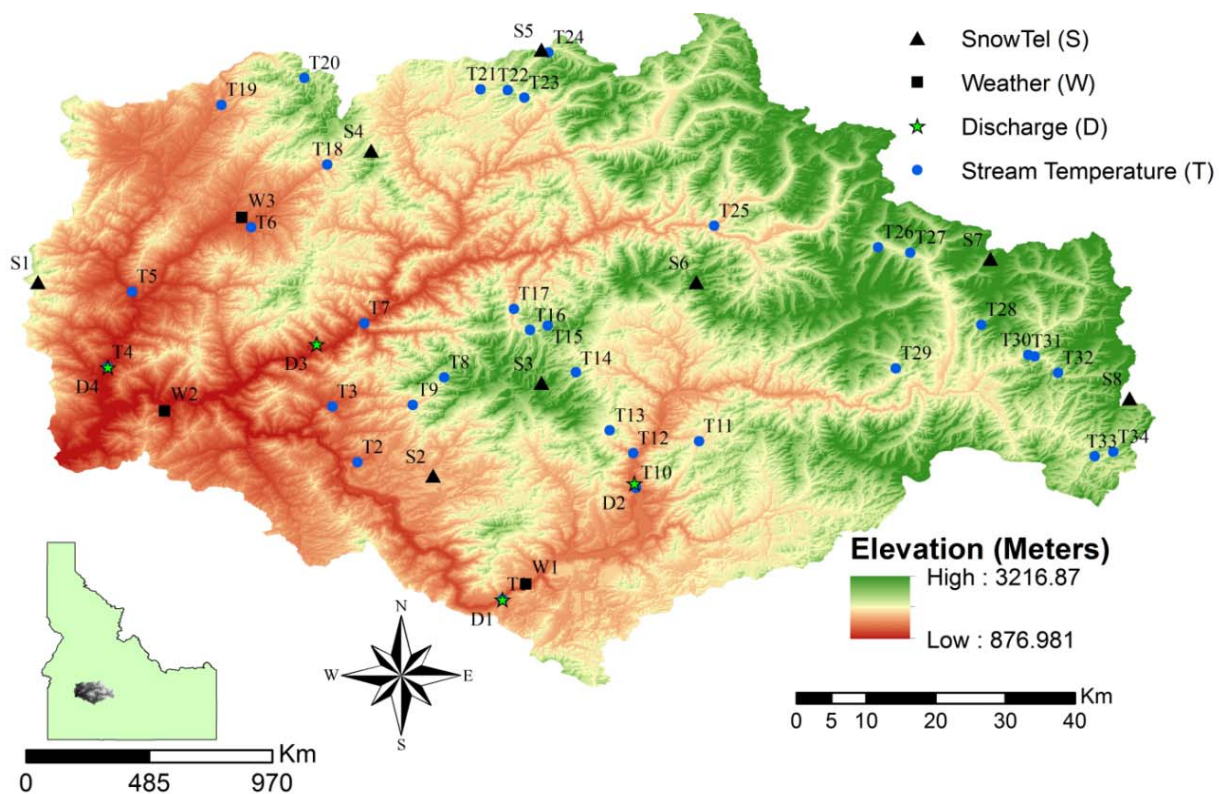 SnowTel (S)
Weather (W)
Discharge (D)
Stream Temperature (T)
S5
T24
T20
T21
T22
T23
T19
S4
T18
W3
T6
T25
T26
T27
S7
S1
T5
S6
T17
T7
T16
T15
T28
D3
T30
T31
T4
T8
S3
T14
T29
T32
D4
W2
T3
T9
S8
T13
T11
T12
T2
S2
T10
T33
T34
D2
W1
T
D1
Elevation (Meters)
High : 3216.87
Low : 876.981
N
W
E
S
Km
0 5 10 20 30 40
Km
0 485 970